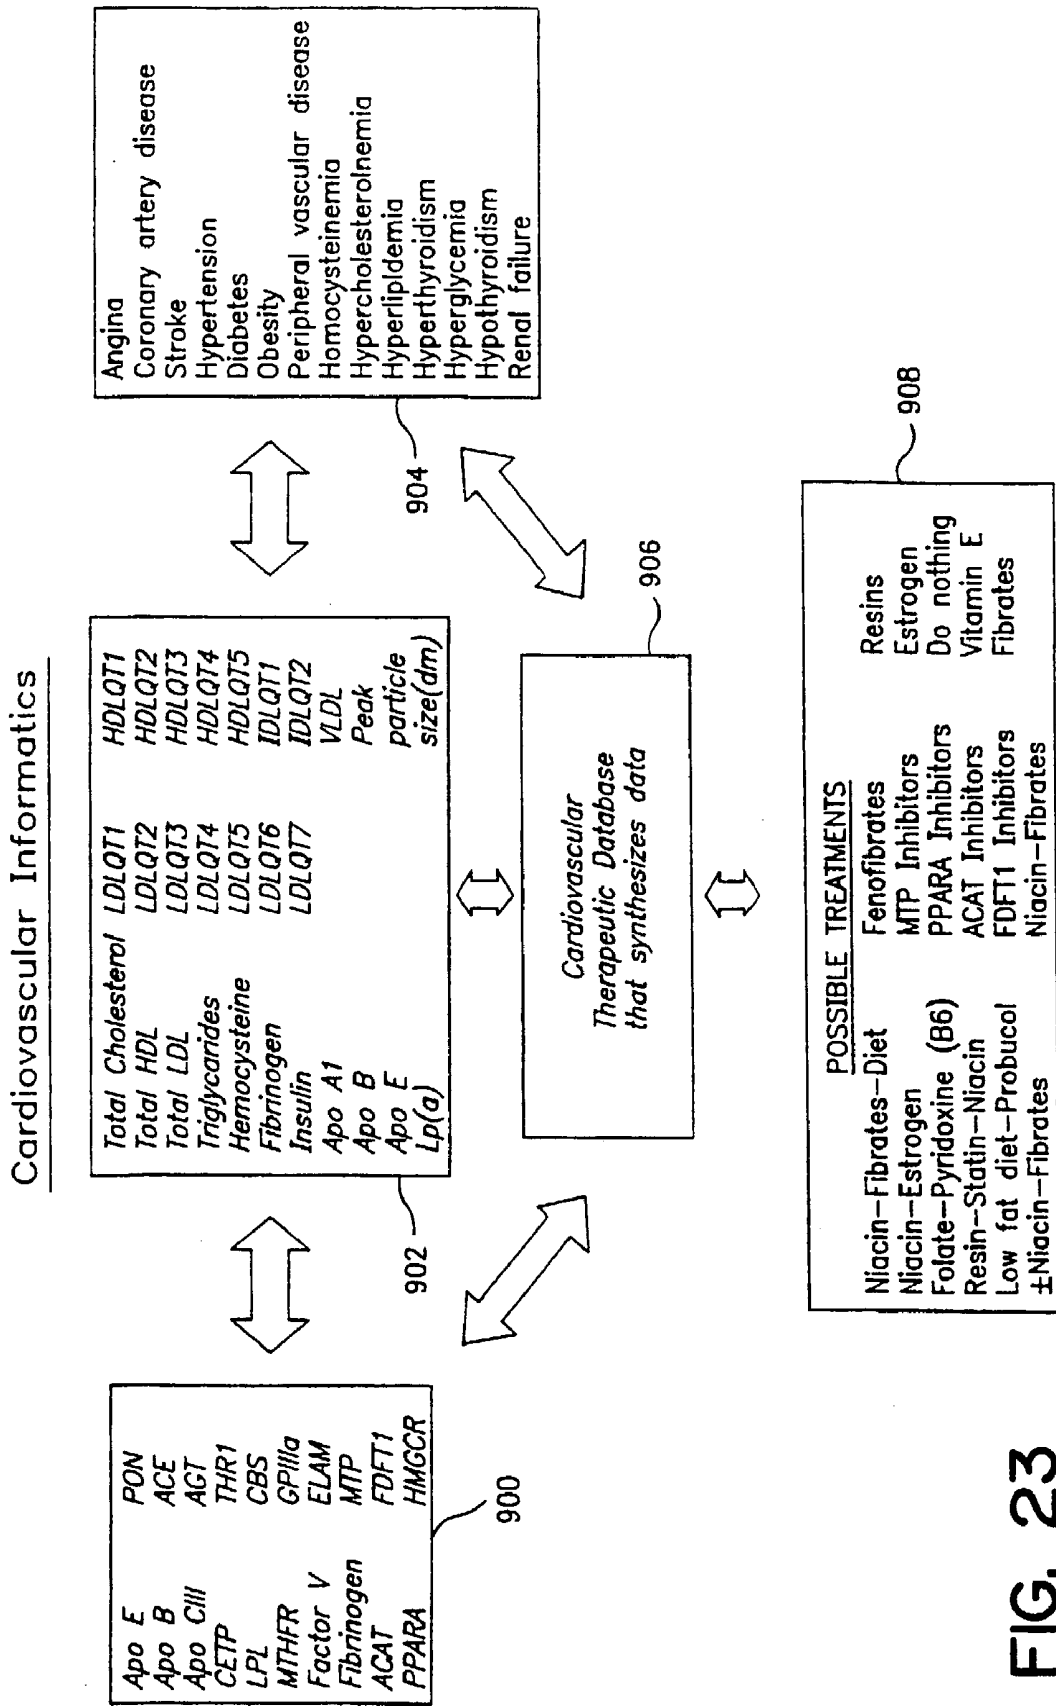 Cardiovascular Informatics
Apo E PON
Apo B ACE
Apo CIII AGT
CETP THR1
LPL CBS
MTHFR GPIIIa
Factor V ELAM
Fibrinogen MTP
ACAT FDFT1
PPARA HMGCR
900
Total Cholesterol LDLQT1 HDLQT1
Total HDL LDLQT2 HDLQT2
Total LDL LDLQT3 HDLQT3
Triglycarides LDLQT4 HDLQT4
Hemocysteine LDLQT5 HDLQT5
Fibrinogen LDLQT6 IDLQT1
Insulin LDLQT7 IDLQT2
Apo A1 VLDL
Apo B Peak
Apo E particle
Lp(a) size(dm)
902
Angina
Coronary artery disease
Stroke
Hypertension
Diabetes
Obesity
Peripheral vascular disease
Homocysteinemia
Hypercholesterolnemia
Hyperlipldemia
Hyperthyroidism
Hyperglycemia
Hypothyroidism
Renal failure
904
Cardiovascular
Therapeutic Database
that synthesizes data
906
POSSIBLE TREATMENTS
Niacin-Fibrates-Diet Fenofibrates Resins
Niacin-Estrogen MTP Inhibitors Estrogen
Folate-Pyridoxine (B6) PPARA Inhibitors Do nothing
Resin-Statin-Niacin ACAT Inhibitors Vitamin E
Low fat diet-Probucol FDFT1 Inhibitors Fibrates
±Niacin-Fibrates Niacin-Fibrates
908
FIG. 23